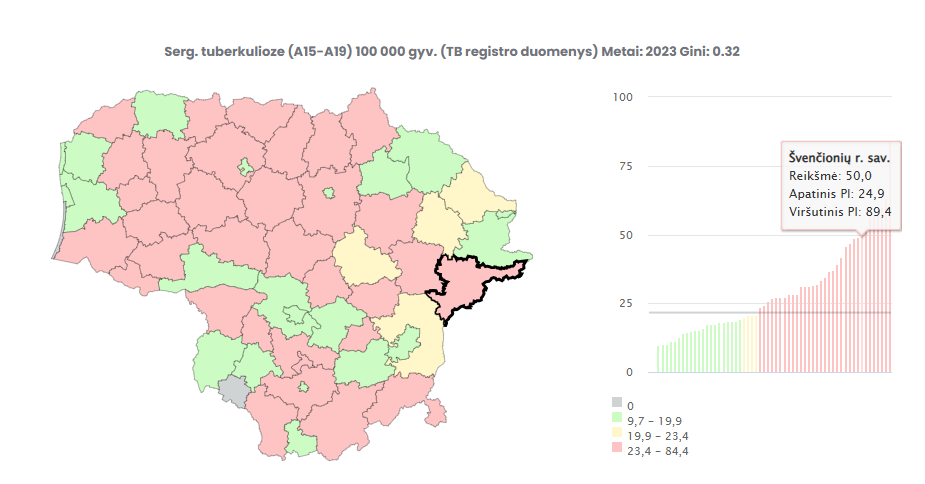 Serg. tuberkulioze (A15-A19) 100 000 gyv. (TB registro duomenys) Metai: 2023 Gini: 0.32
100
75
50
25
0
Švenčionių r. sav.
Reikšmė: 50,0
Apatinis PI: 24,9
Viršutinis PI: 89,4
0
9,7 – 19,9
19,9 – 23,4
23,4 – 84,4